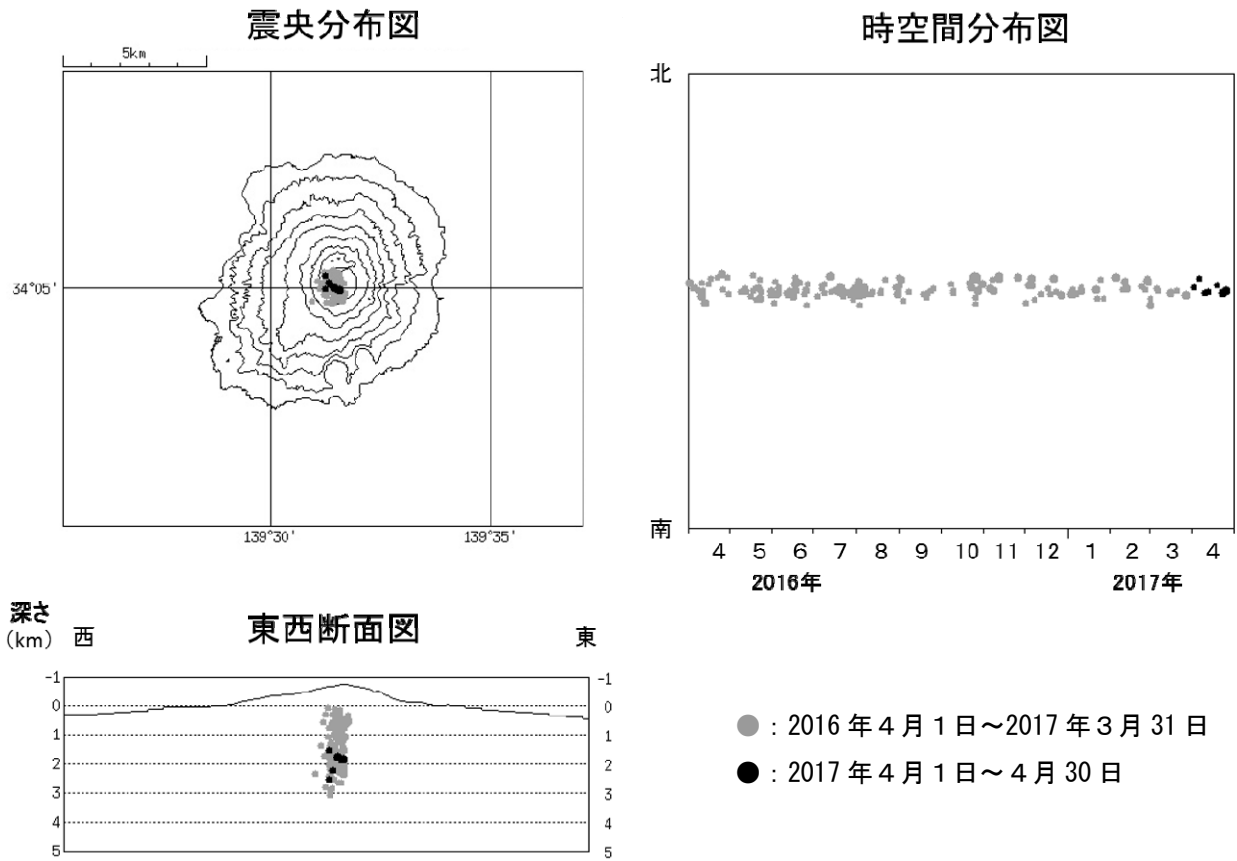 震央分布図
5km
34°05'
139°30'
139°35'
時空間分布図
北
南
4 5 6 7 8 9 10 11 12 1 2 3 4
2016年 2017年
深さ
(km)
西
東西断面図
東
-1 -1
0 0
1 1
2 2
3 3
4 4
5 5
● : 2016 年 4 月 1 日～2017 年 3 月 31 日
● : 2017 年 4 月 1 日～ 4 月 30 日